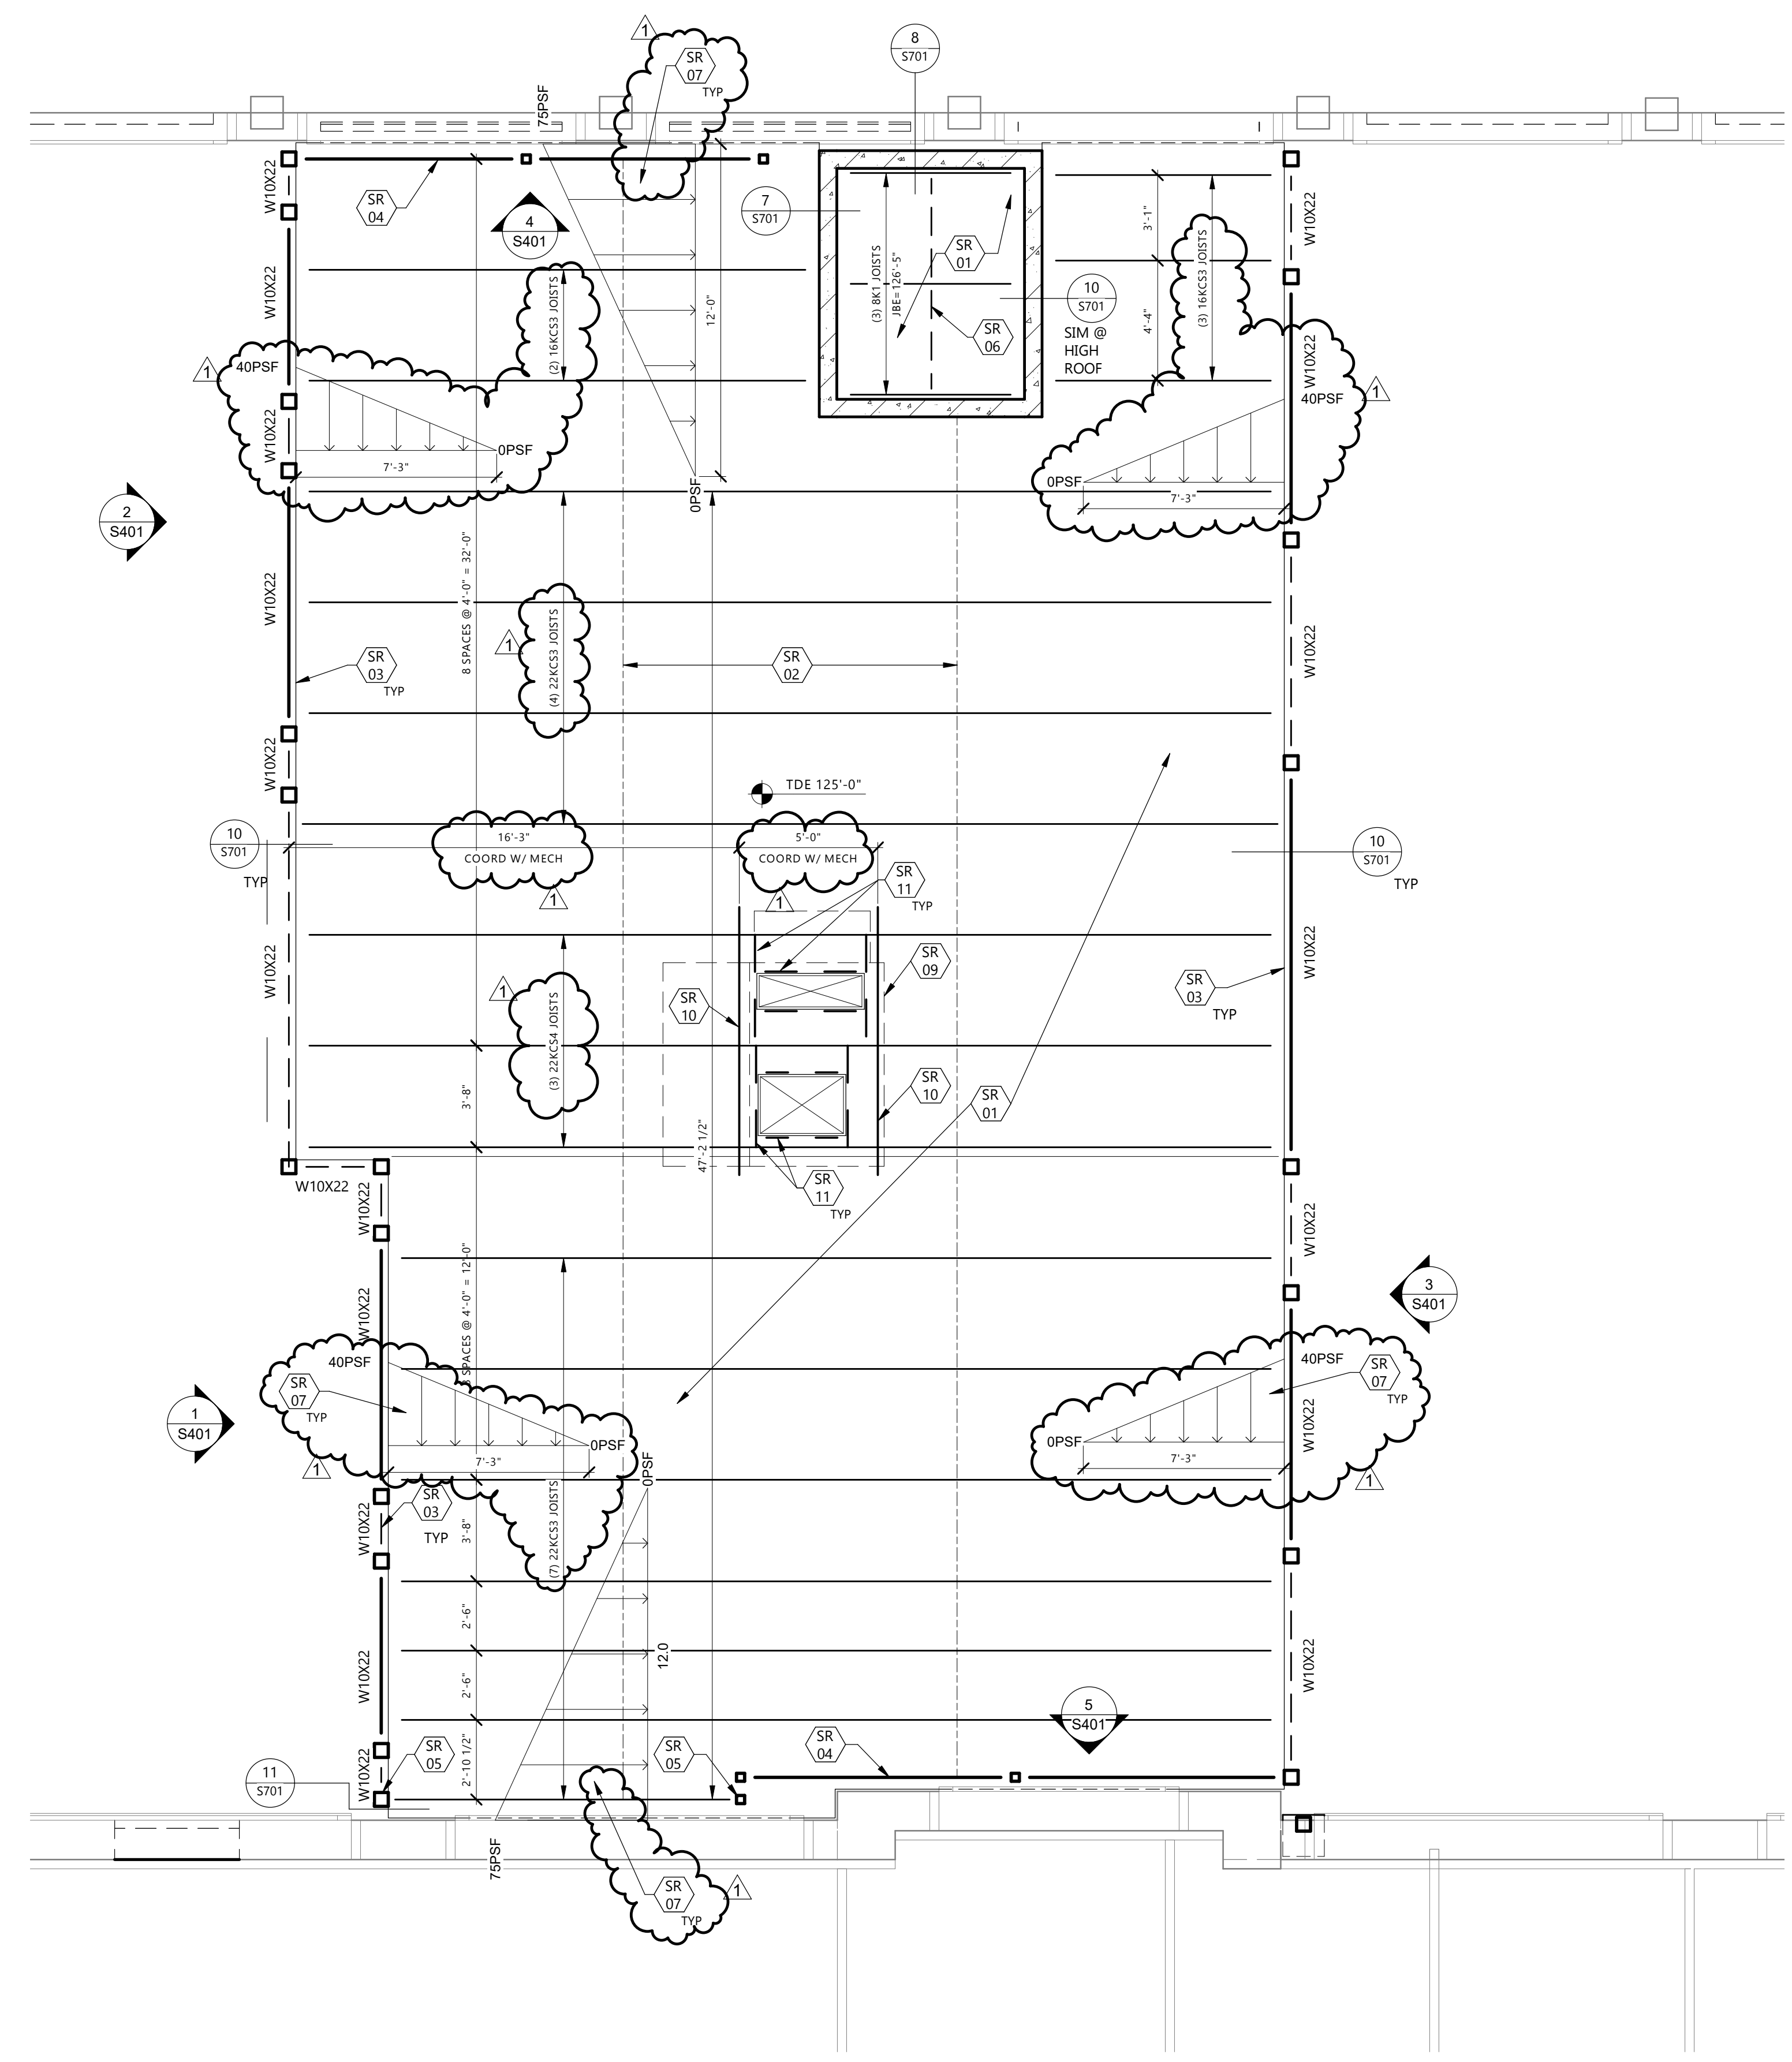 1
SR
07
TYP
8
S701
75PSF
W10X22
SR
04
4
S401
7
S701
12'-0"
(3) 8K1 JOISTS
JBE=126'-5"
SR
01
SR
06
10
S701
SIM @
HIGH
ROOF
3'-1"
4'-4"
(3) 16KCS3 JOISTS
W10X22
W10X22
(2) 16KCS3 JOISTS
W10X22
1
40PSF
0PSF
7'-3"
W10X22
0PSF
40PSF
1
0PSF
7'-3"
2
S401
W10X22
8 SPACES @ 4'-0" = 32'-0"
1
(4) 22KCS3 JOISTS
SR
03
TYP
SR
02
W10X22
W10X22
TDE 125'-0"
10
S701
TYP
16'-3"
COORD W/ MECH
1
5'-0"
COORD W/ MECH
1
SR
11
TYP
10
S701
TYP
W10X22
1
(3) 22KCS4 JOISTS
SR
10
SR
09
SR
03
TYP
W10X22
3'-8"
SR
10
SR
01
47'-2 1/2"
SR
11
TYP
W10X22
W10X22
W10X22
W10X22
SPACES @ 4'-0" = 12'-0"
3
S401
40PSF
SR
07
TYP
1
0PSF
7'-3"
1
S401
40PSF
SR
07
TYP
0PSF
7'-3"
1
W10X22
W10X22
SR
03
TYP
3'-8"
(7) 22KCS3 JOISTS
0PSF
2'-6"
12.0
W10X22
2'-6"
W10X22
5
S401
SR
04
SR
05
SR
05
2'-10 1/2"
W10X22
11
S701
75PSF
SR
07
TYP
1